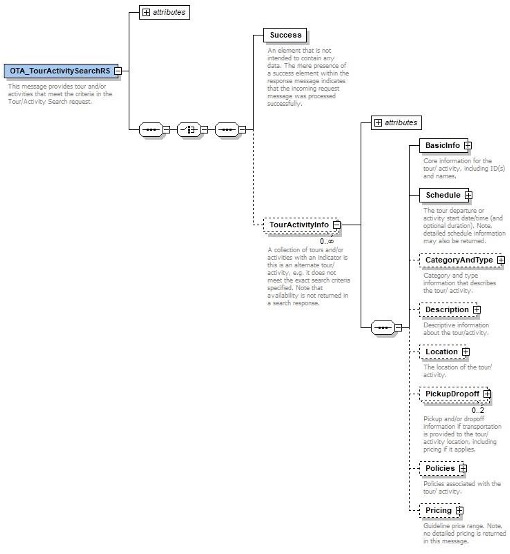 attributes
OTA_TourActivitySearchRS
This message provides tour and/or
activities that meet the criteria in the
Tour/Activity Search request.
Success
An element that is not
intended to contain any
data. The mere presence of
a success element within the
response message indicates
that the incoming request
message was processed
successfully.
TourActivityInfo
0..∞
A collection of tours and/or
activities with an indicator is
this is an alternate tour/
activity, e.g. it does not
meet the exact search criteria
specified. Note that
availability is not returned in
a search response.
attributes
BasicInfo
Core information for the
tour/ activity, including ID(s)
and names.
Schedule
The tour departure or
activity start date/time (and
optional duration). Note,
detailed schedule information
may also be returned.
CategoryAndType
Category and type
information that describes
the tour/ activity.
Description
Descriptive information
about the tour/activity.
Location
The location of the tour/
activity.
PickupDropoff
0..2
Pickup and/or dropoff
information if transportation
is provided to the tour/
activity location, including
pricing if it applies.
Policies
Policies associated with the
tour/ activity.
Pricing
Guideline price range. Note,
no detailed pricing is returned
in this message.